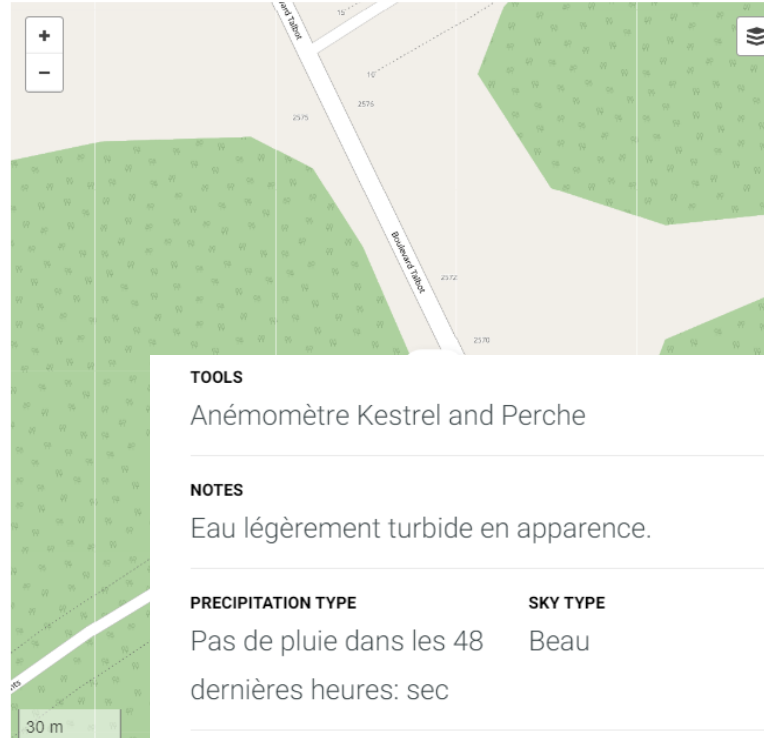 +
−
15
10
2575
2576
Boulevard Talbot
2572
2570
TOOLS
Anémomètre Kestrel and Perche
NOTES
Eau légèrement turbide en apparence.
PRECIPITATION TYPE
Pas de pluie dans les 48
dernières heures: sec
SKY TYPE
Beau
30 m